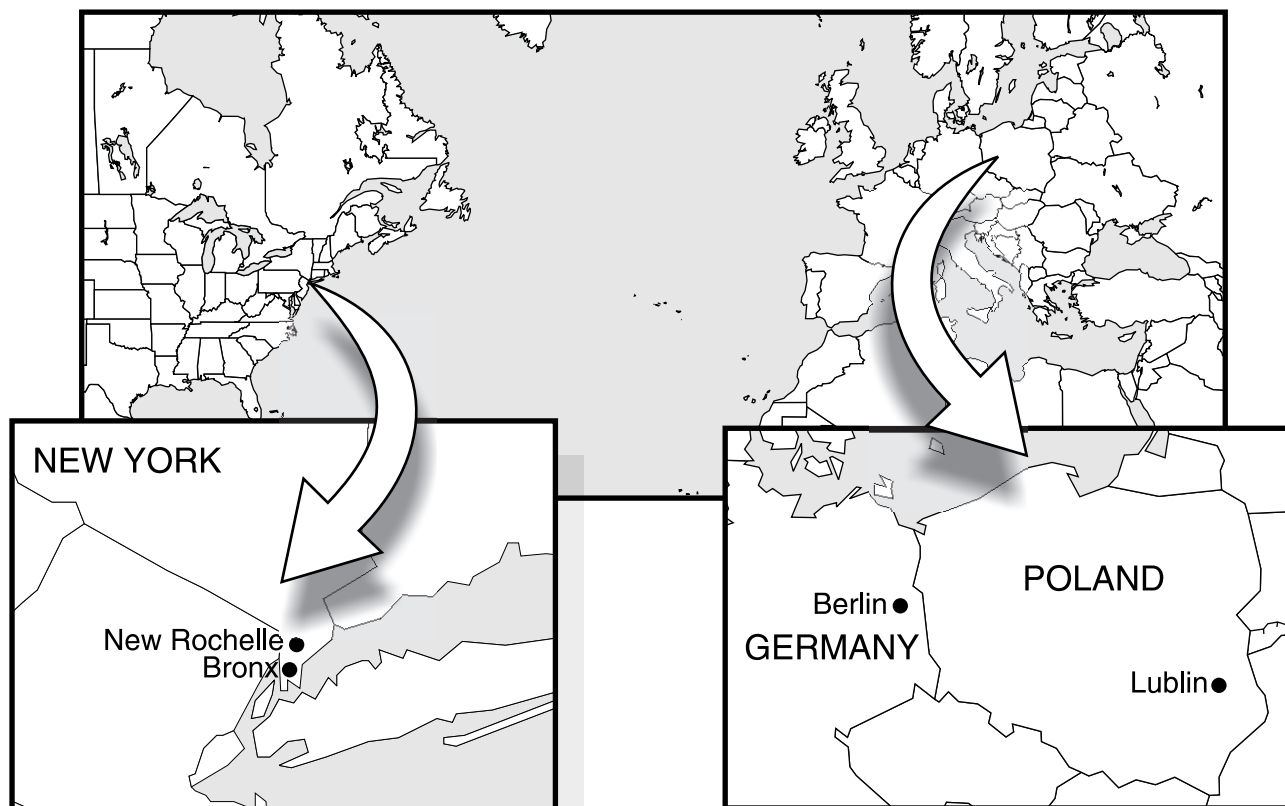 NEW YORK
New Rochelle
Bronx
POLAND
Berlin
GERMANY
Lublin